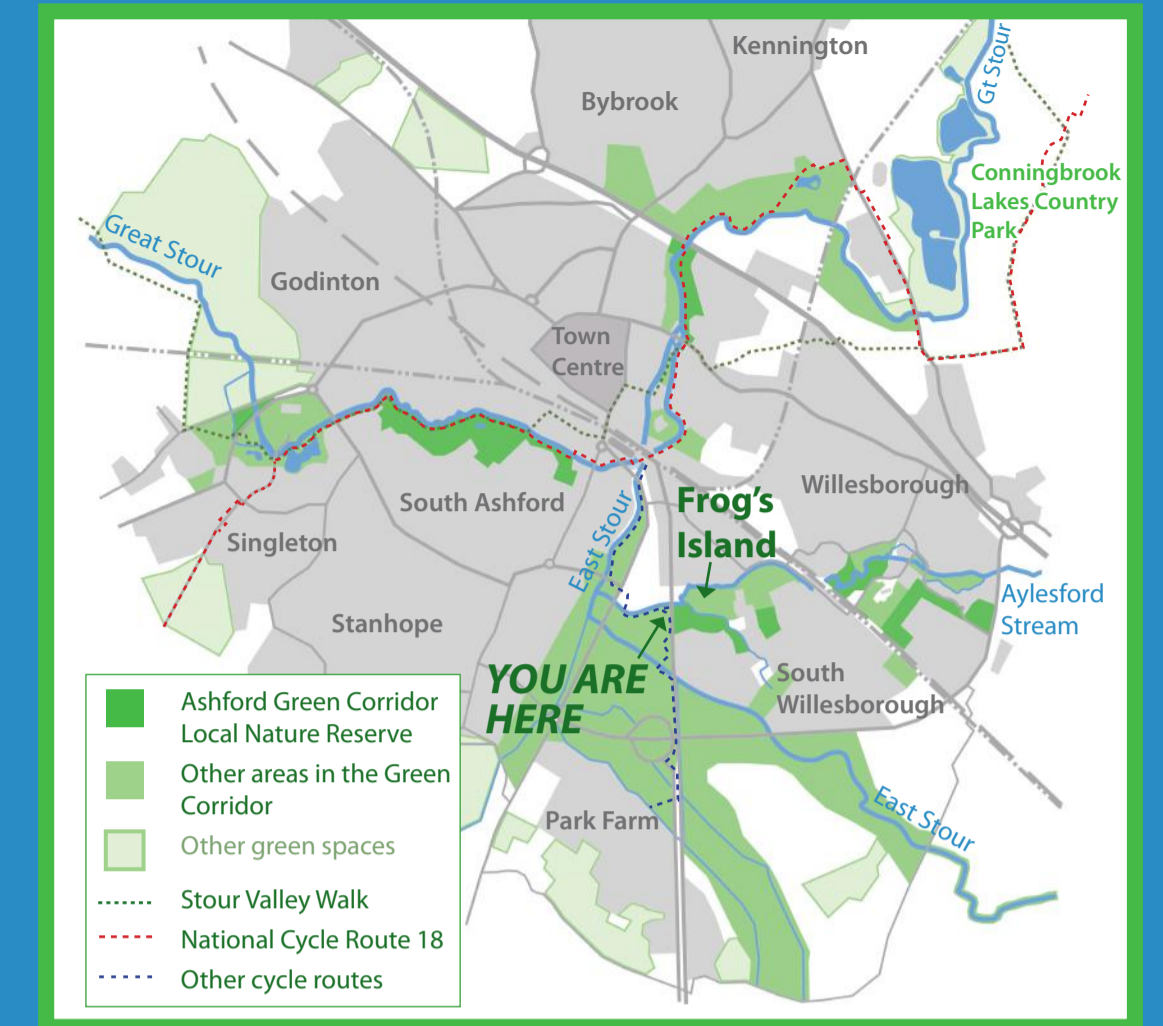 Kennington
Bybrook
Gt Stour
Conningbrook
Lakes Country
Park
Great Stour
Godinton
Town
Centre
Willesborough
South Ashford
Frog's
Island
East Stour
Singleton
Aylesford
Stream
Stanhope
YOU ARE
HERE
South
Willesborough
East Stour
Park Farm
Ashford Green Corridor
Local Nature Reserve
Other areas in the Green
Corridor
Other green spaces
Stour Valley Walk
National Cycle Route 18
Other cycle routes